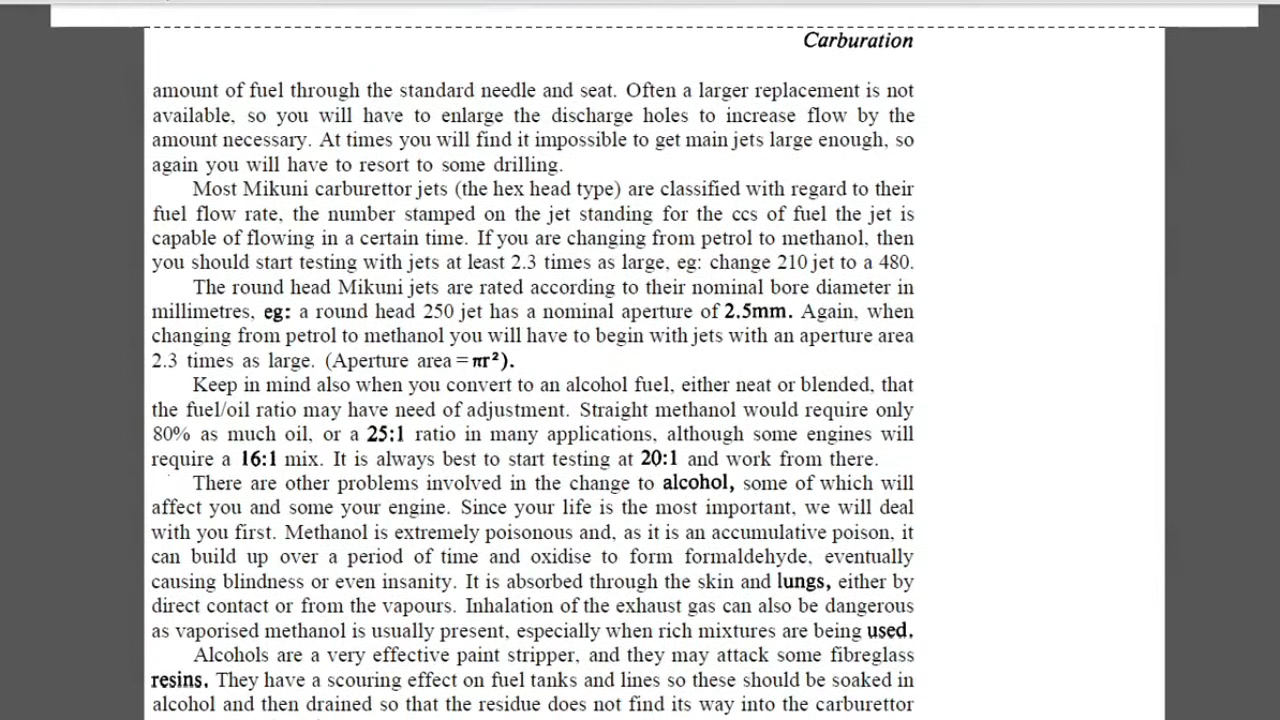 Carburation
amount of fuel through the standard needle and seat. Often a larger replacement is not
available, so you will have to enlarge the discharge holes to increase flow by the
amount necessary. At times you will find it impossible to get main jets large enough, so
again you will have to resort to some drilling.
Most Mikuni carburettor jets (the hex head type) are classified with regard to their
fuel flow rate, the number stamped on the jet standing for the ccs of fuel the jet is
capable of flowing in a certain time. If you are changing from petrol to methanol, then
you should start testing with jets at least 2.3 times as large, eg: change 210 jet to a 480.
The round head Mikuni jets are rated according to their nominal bore diameter in
millimetres, eg: a round head 250 jet has a nominal aperture of 2.5mm. Again, when
changing from petrol to methanol you will have to begin with jets with an aperture area
2.3 times as large. (Aperture area = πr²).
Keep in mind also when you convert to an alcohol fuel, either neat or blended, that
the fuel/oil ratio may have need of adjustment. Straight methanol would require only
80% as much oil, or a 25:1 ratio in many applications, although some engines will
require a 16:1 mix. It is always best to start testing at 20:1 and work from there.
There are other problems involved in the change to alcohol, some of which will
affect you and some your engine. Since your life is the most important, we will deal
with you first. Methanol is extremely poisonous and, as it is an accumulative poison, it
can build up over a period of time and oxidise to form formaldehyde, eventually
causing blindness or even insanity. It is absorbed through the skin and lungs, either by
direct contact or from the vapours. Inhalation of the exhaust gas can also be dangerous
as vaporised methanol is usually present, especially when rich mixtures are being used.
Alcohols are a very effective paint stripper, and they may attack some fibreglass
resins. They have a scouring effect on fuel tanks and lines so these should be soaked in
alcohol and then drained so that the residue does not find its way into the carburettor